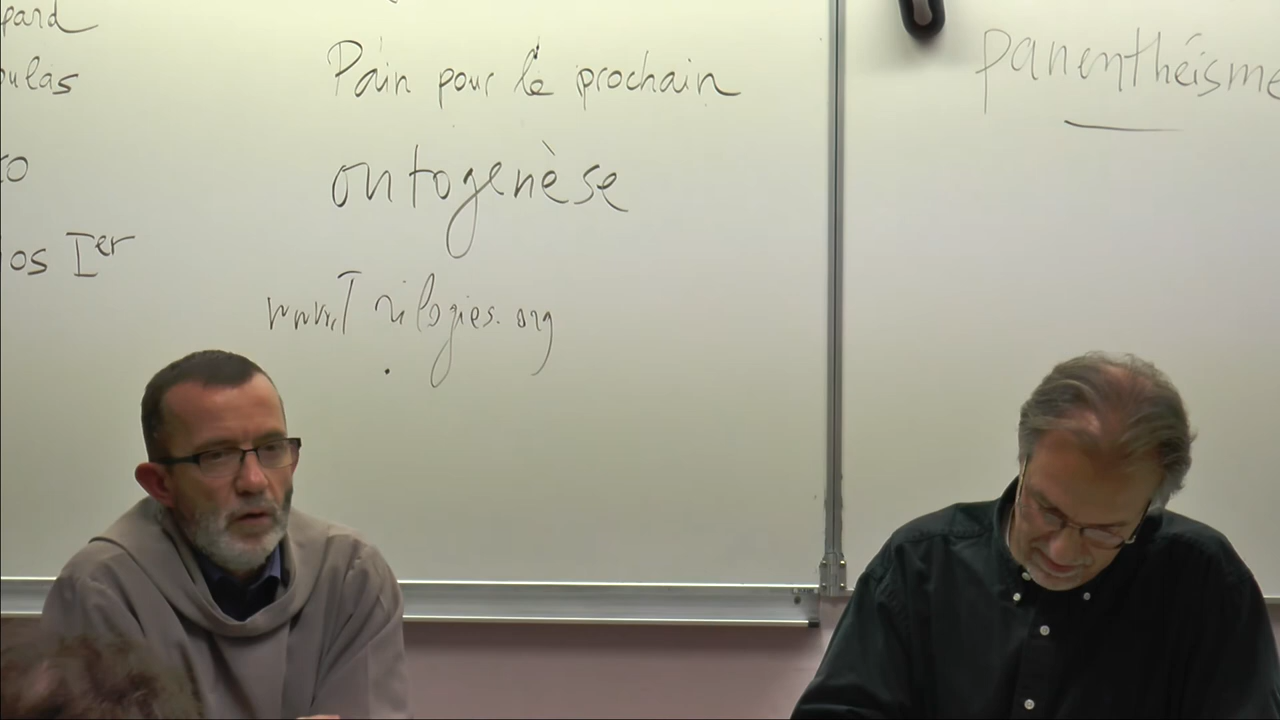 pard
oulas
os Ier
Pain pour le prochain
ontogenèse
www.Trilogies.org
panenthéisme